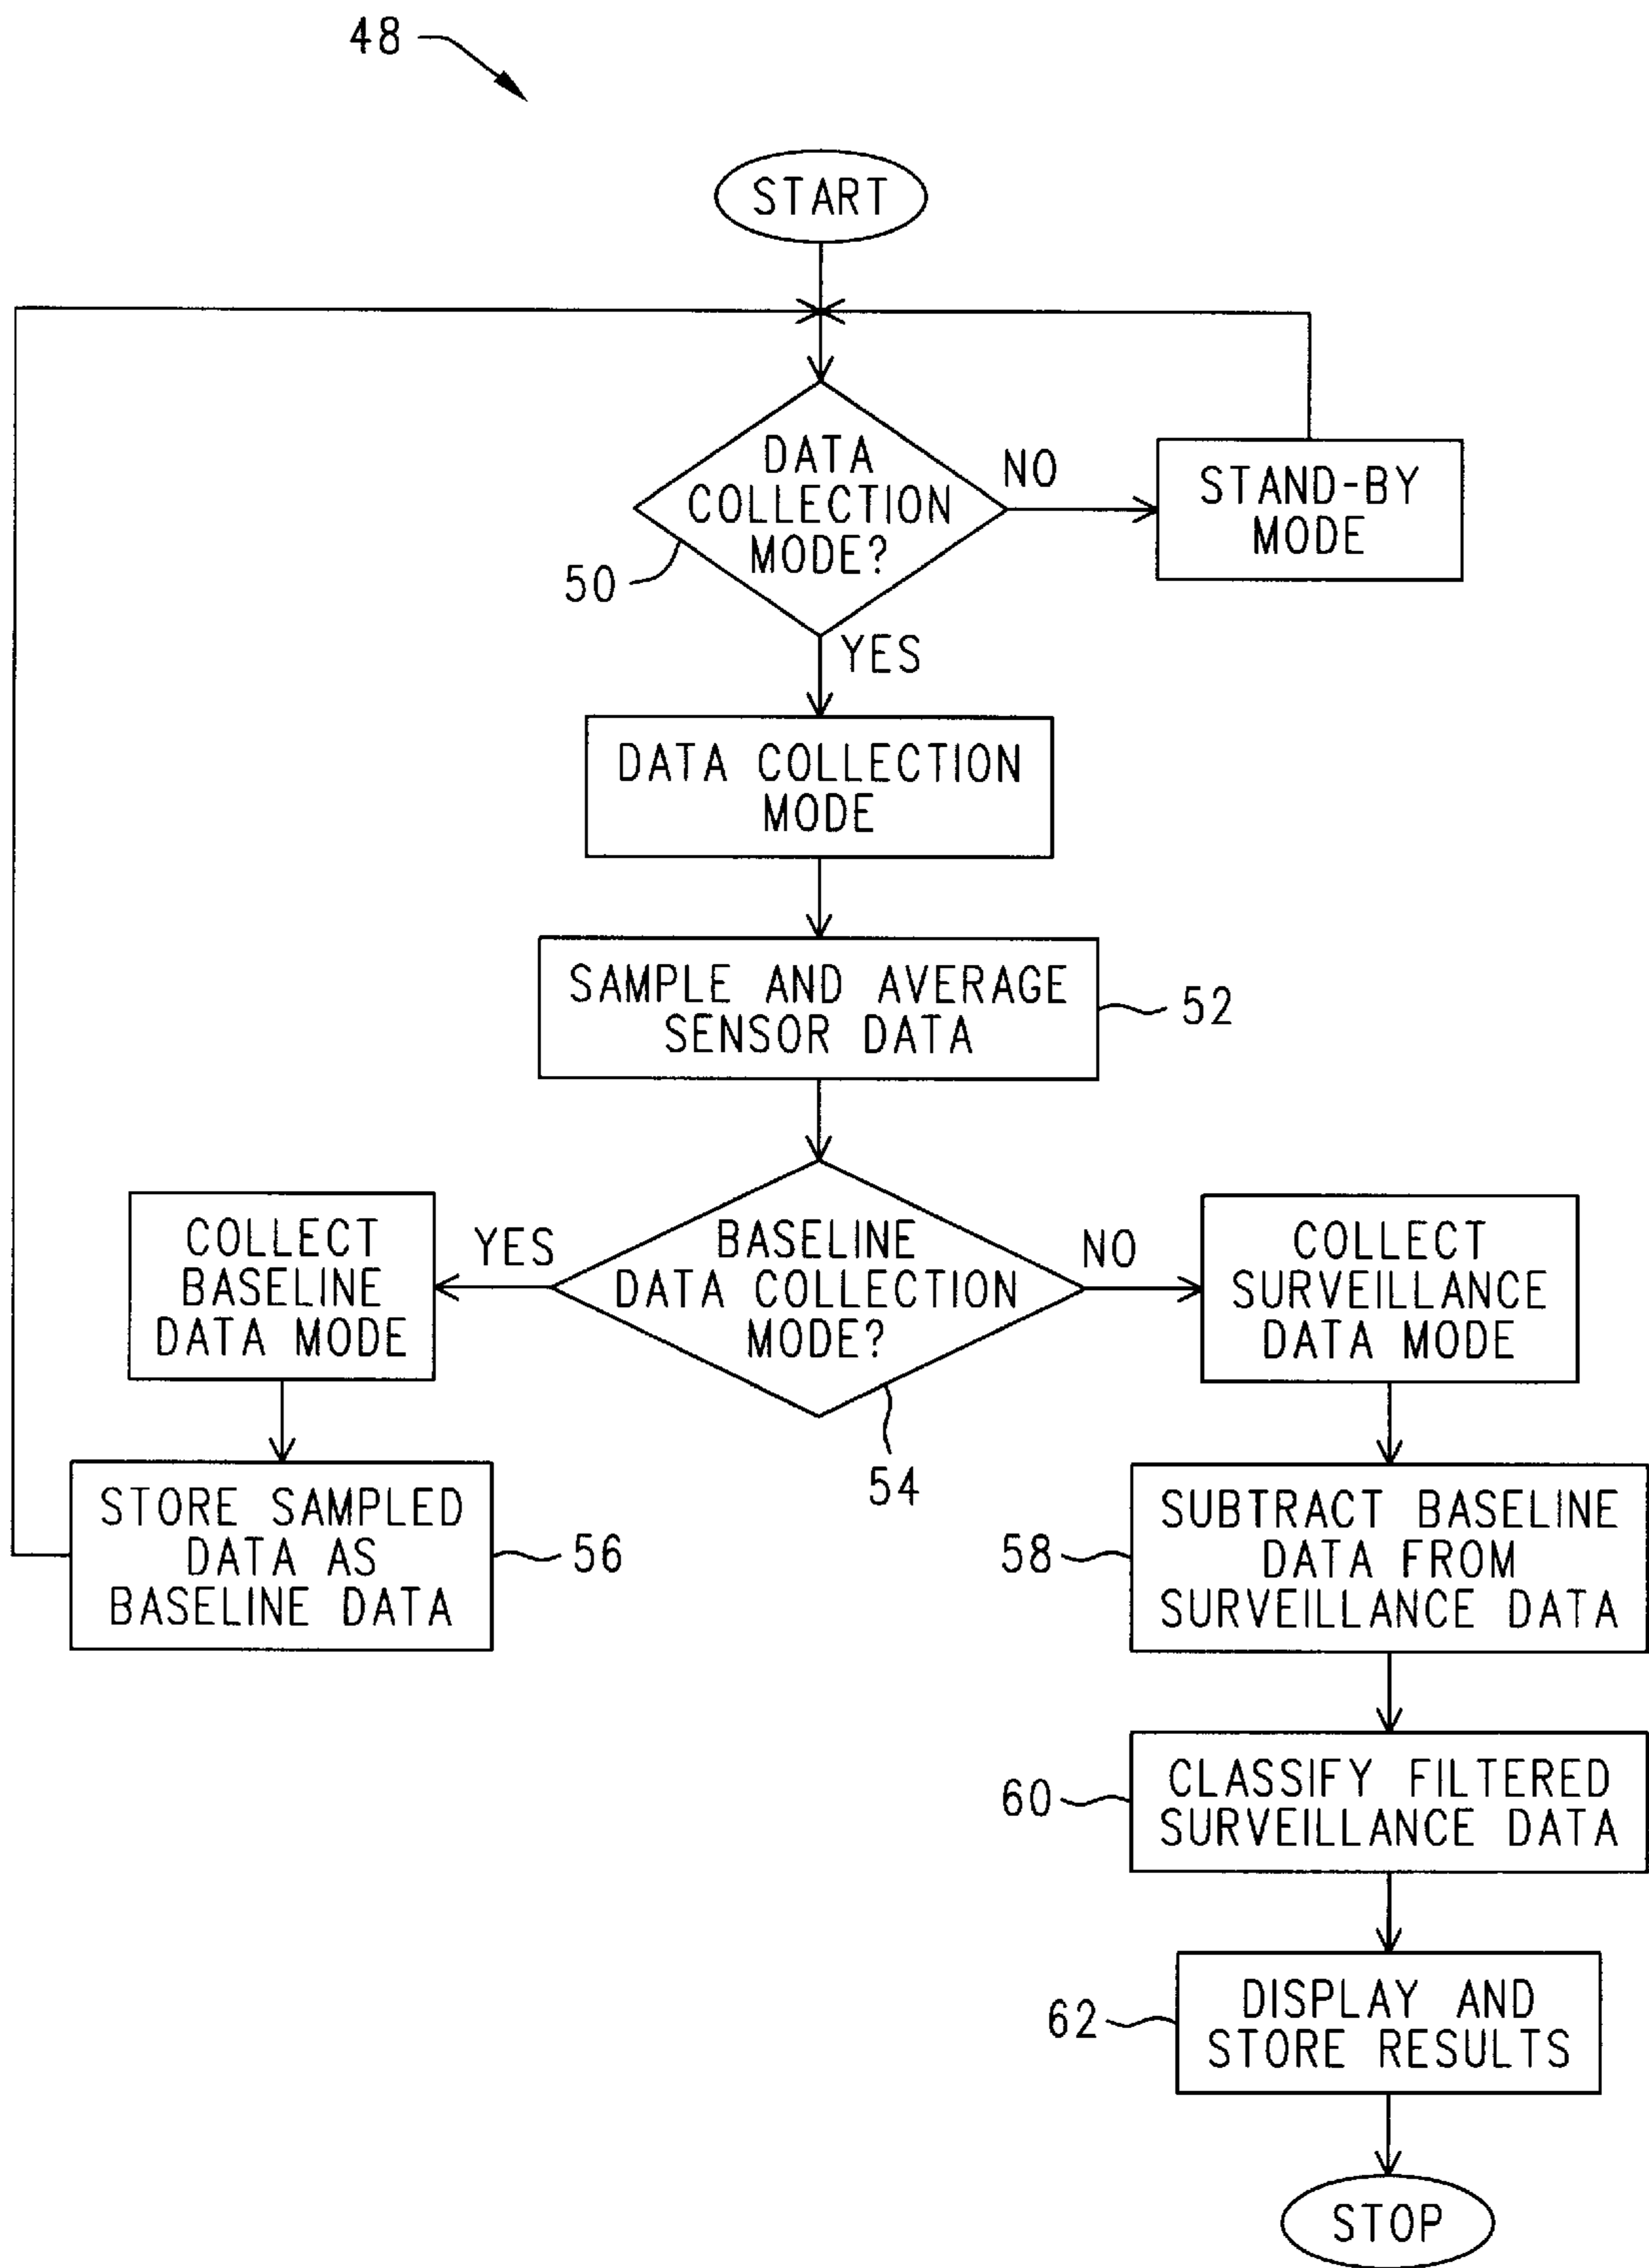 48
START
DATA
COLLECTION
MODE?
NO
STAND-BY
MODE
50
YES
DATA COLLECTION
MODE
SAMPLE AND AVERAGE
SENSOR DATA
52
COLLECT
BASELINE
DATA MODE
YES
BASELINE
DATA COLLECTION
MODE?
NO
COLLECT
SURVEILLANCE
DATA MODE
54
STORE SAMPLED
DATA AS
BASELINE DATA
56
58
SUBTRACT BASELINE
DATA FROM
SURVEILLANCE DATA
60
CLASSIFY FILTERED
SURVEILLANCE DATA
62
DISPLAY AND
STORE RESULTS
STOP